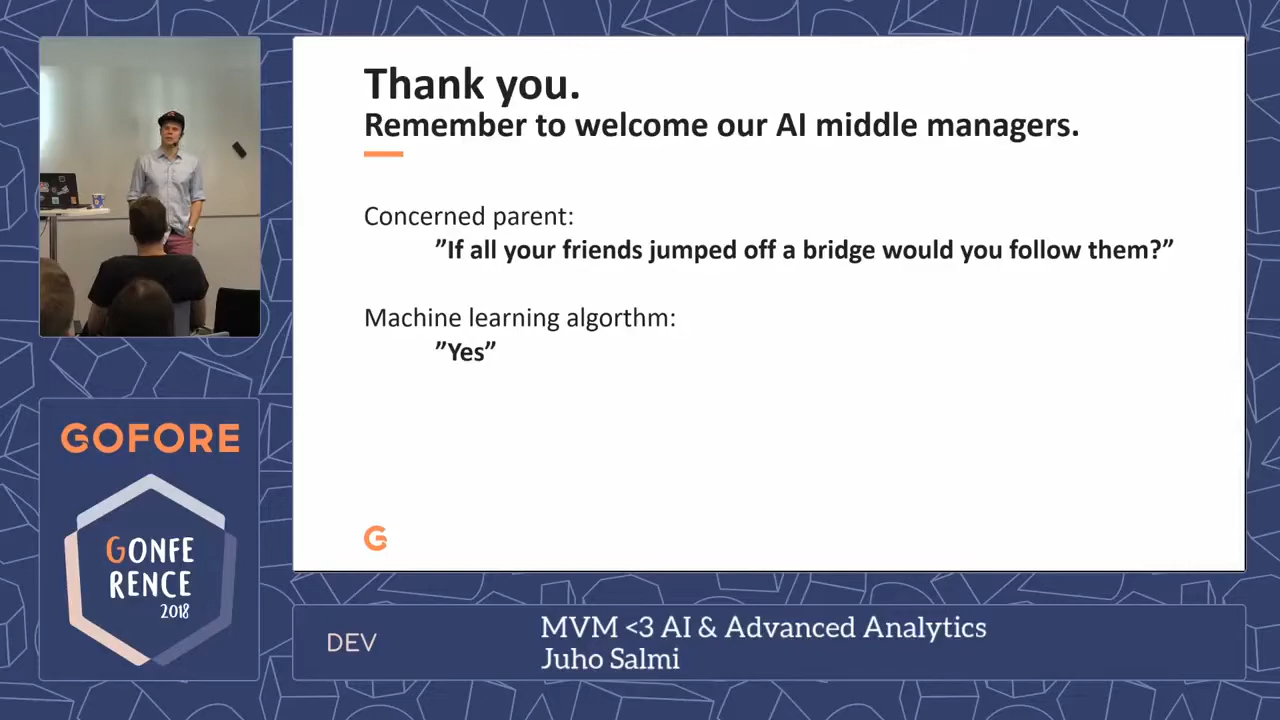 Thank you.
Remember to welcome our AI middle managers.
Concerned parent:
”If all your friends jumped off a bridge would you follow them?”
Machine learning algorthm:
”Yes”
G
GOFORE
GONFE
RENCE
2018
DEV
MVM <3 AI & Advanced Analytics
Juho Salmi